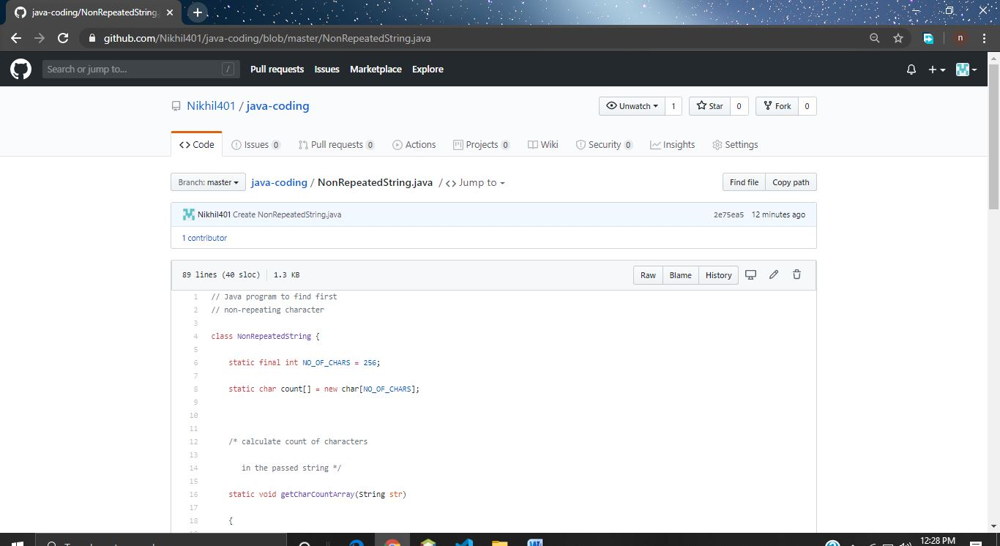 java-coding/NonRepeatedString.
github.com/Nikhil401/java-coding/blob/master/NonRepeatedString.java
n
Search or jump to...
/
Pull requests Issues Marketplace Explore
Nikhil401 / java-coding
Unwatch 1 Star 0 Fork 0
Code Issues 0 Pull requests 0 Actions Projects 0 Wiki Security 0 Insights Settings
Branch: master java-coding / NonRepeatedString.java / Jump to
Find file Copy path
Nikhil401 Create NonRepeatedString.java 2e75ea5 12 minutes ago
1 contributor
89 lines (40 sloc) 1.3 KB Raw Blame History
1 // Java program to find first
2 // non-repeating character
3
4 class NonRepeatedString {
5
6 static final int NO_OF_CHARS = 256;
7
8 static char count[] = new char[NO_OF_CHARS];
9
10
11
12 /* calculate count of characters
13
14 in the passed string */
15
16 static void getCharCountArray(String str)
17
18 {
12:28 PM